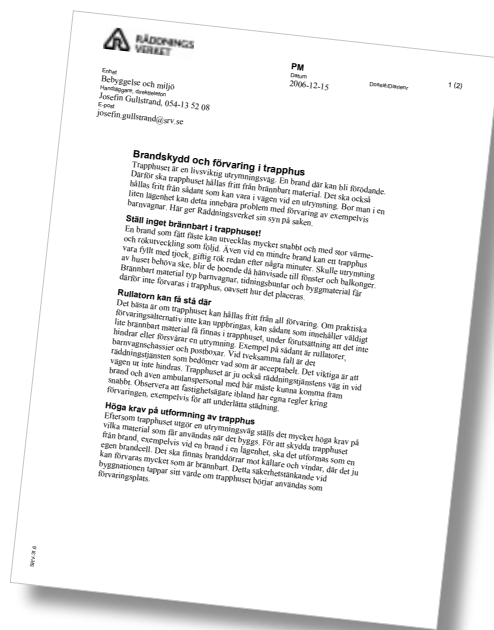 RÄDDNINGS
VERKET
PM
Datum
2006-12-15
Dossié/Diarienr
1 (2)
Enhet
Bebyggelse och miljö
Handläggare, direkttelefon
Josefin Gullstrand, 054-13 52 08
E-post
josefin.gullstrand@srv.se
Brandskydd och förvaring i trapphus
Trapphuset är en livsviktig utrymningsväg. En brand där kan bli förödande.
Därför ska trapphuset hållas fritt från brännbart material. Det ska också
hållas fritt från sådant som kan vara i vägen vid en utrymning. Bor man i en
liten lägenhet kan detta innebära problem med förvaring av exempelvis
barnvagnar. Här ger Räddningsverket sin syn på saken.
Ställ inget brännbart i trapphuset!
En brand som fått fäste kan utvecklas mycket snabbt och med stor värme-
och rökutveckling som följd. Även vid en mindre brand kan ett trapphus
vara fyllt med tjock, giftig rök redan efter några minuter. Skulle utrymning
av huset behöva ske, blir de boende då hänvisade till fönster och balkonger.
Brännbart material typ barnvagnar, tidningsbuntar och byggmaterial får
därför inte förvaras i trapphus, oavsett hur det placeras.
Rullatorn kan få stå där
Det bästa är om trapphuset kan hållas fritt från all förvaring. Om praktiska
förvaringsalternativ inte kan uppbringas, kan sådant som innehåller väldigt
lite brännbart material få finnas i trapphuset, under förutsättning att det inte
hindrar eller försvårar en utrymning. Exempel på sådant är rullatorer,
barnvagnschassier och postboxar. Vid tveksamma fall är det
räddningstjänsten som bedömer vad som är acceptabelt. Det viktiga är att
vägen ut inte hindras. Trapphuset är ju också räddningstjänstens väg in vid
brand och även ambulanspersonal med bår måste kunna komma fram
snabbt. Observera att fastighetsägare ibland har egna regler kring
förvaringen, exempelvis för att underlätta städning.
Höga krav på utformning av trapphus
Eftersom trapphuset utgör en utrymningsväg ställs det mycket höga krav på
vilka material som får användas när det byggs. För att skydda trapphuset
från brand, exempelvis vid en brand i en lägenhet, ska det utformas som en
egen brandcell. Det ska finnas branddörrar mot källare och vindar, där det ju
kan förvaras mycket som är brännbart. Detta säkerhetstänkande vid
byggnationen tappar sitt värde om trapphuset börjar användas som
förvaringsplats.